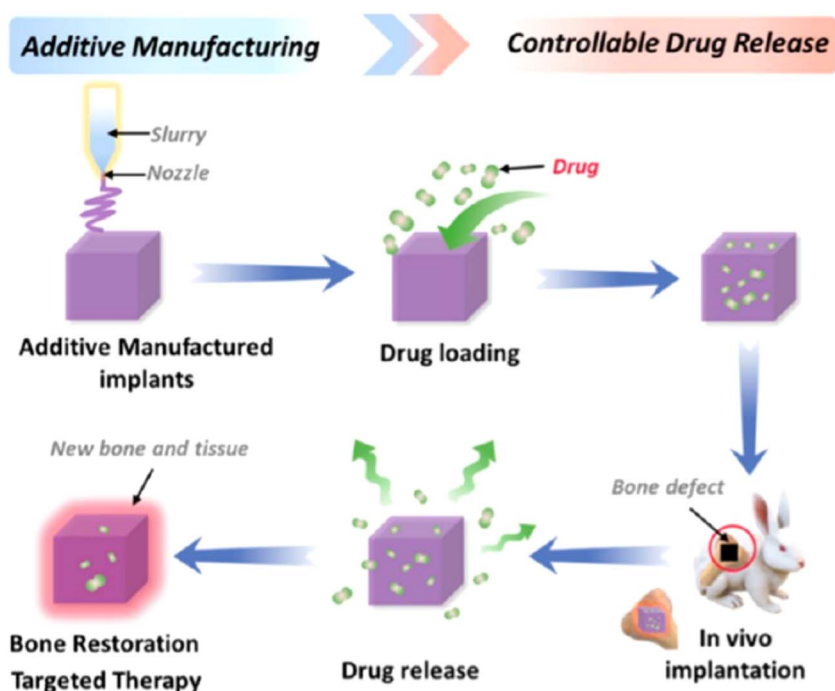 Additive Manufacturing
Controllable Drug Release
Slurry
Nozzle
Drug
Additive Manufactured
implants
Drug loading
New bone and tissue
Bone defect
Bone Restoration
Targeted Therapy
Drug release
In vivo
implantation